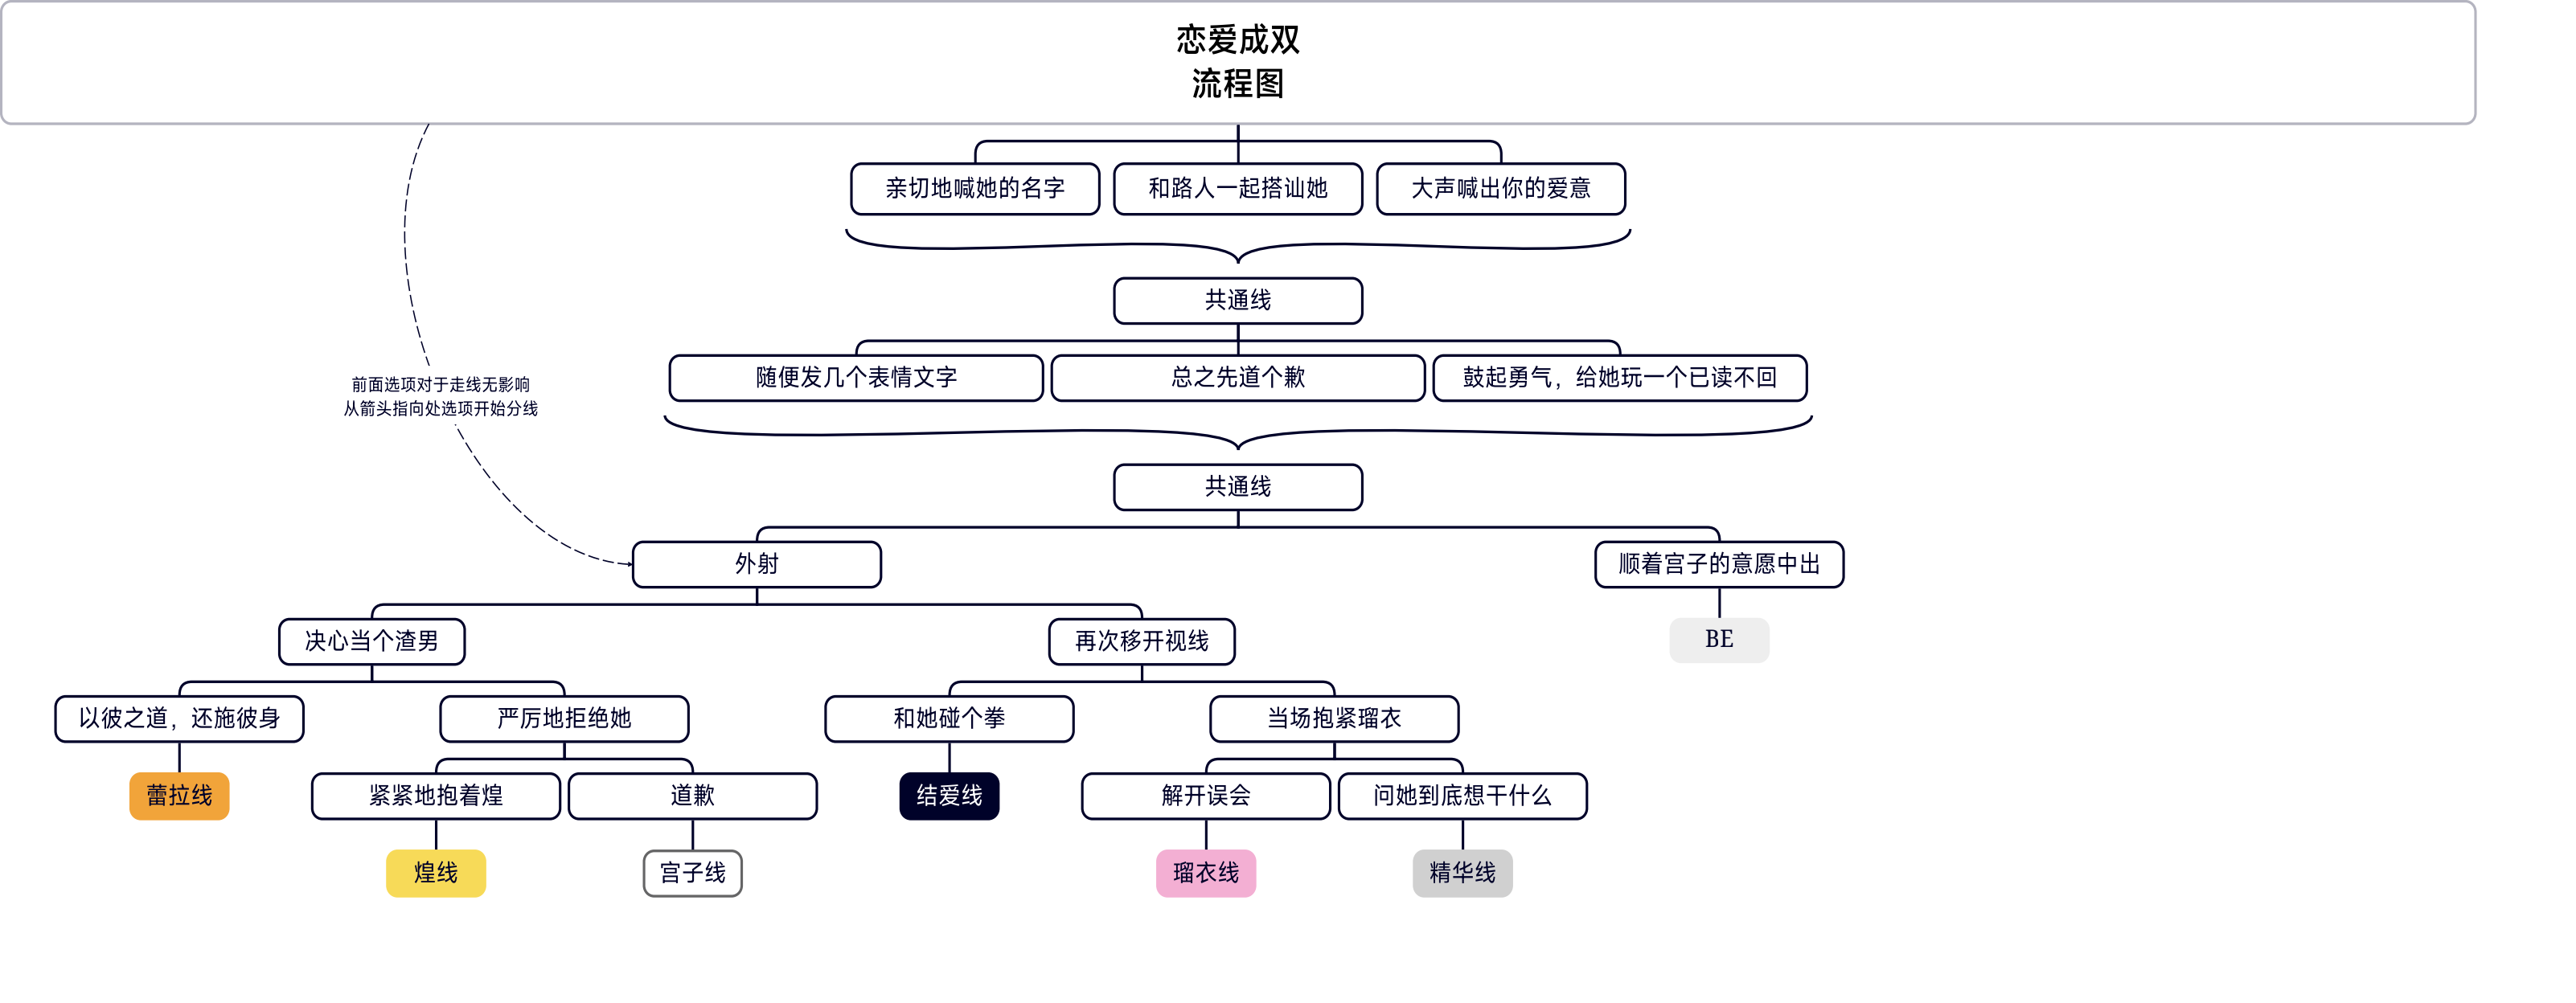 恋爱成双
流程图
亲切地喊她的名字
和路人一起搭讪她
大声喊出你的爱意
共通线
随便发几个表情文字
总之先道个歉
鼓起勇气，给她玩一个已读不回
前面选项对于走线无影响
从箭头指向处选项开始分线
共通线
外射
顺着宫子的意愿中出
决心当个渣男
再次移开视线
BE
以彼之道，还施彼身
严厉地拒绝她
和她碰个拳
当场抱紧瑠衣
蕾拉线
紧紧地抱着煌
道歉
结爱线
解开误会
问她到底想干什么
煌线
宫子线
瑠衣线
精华线